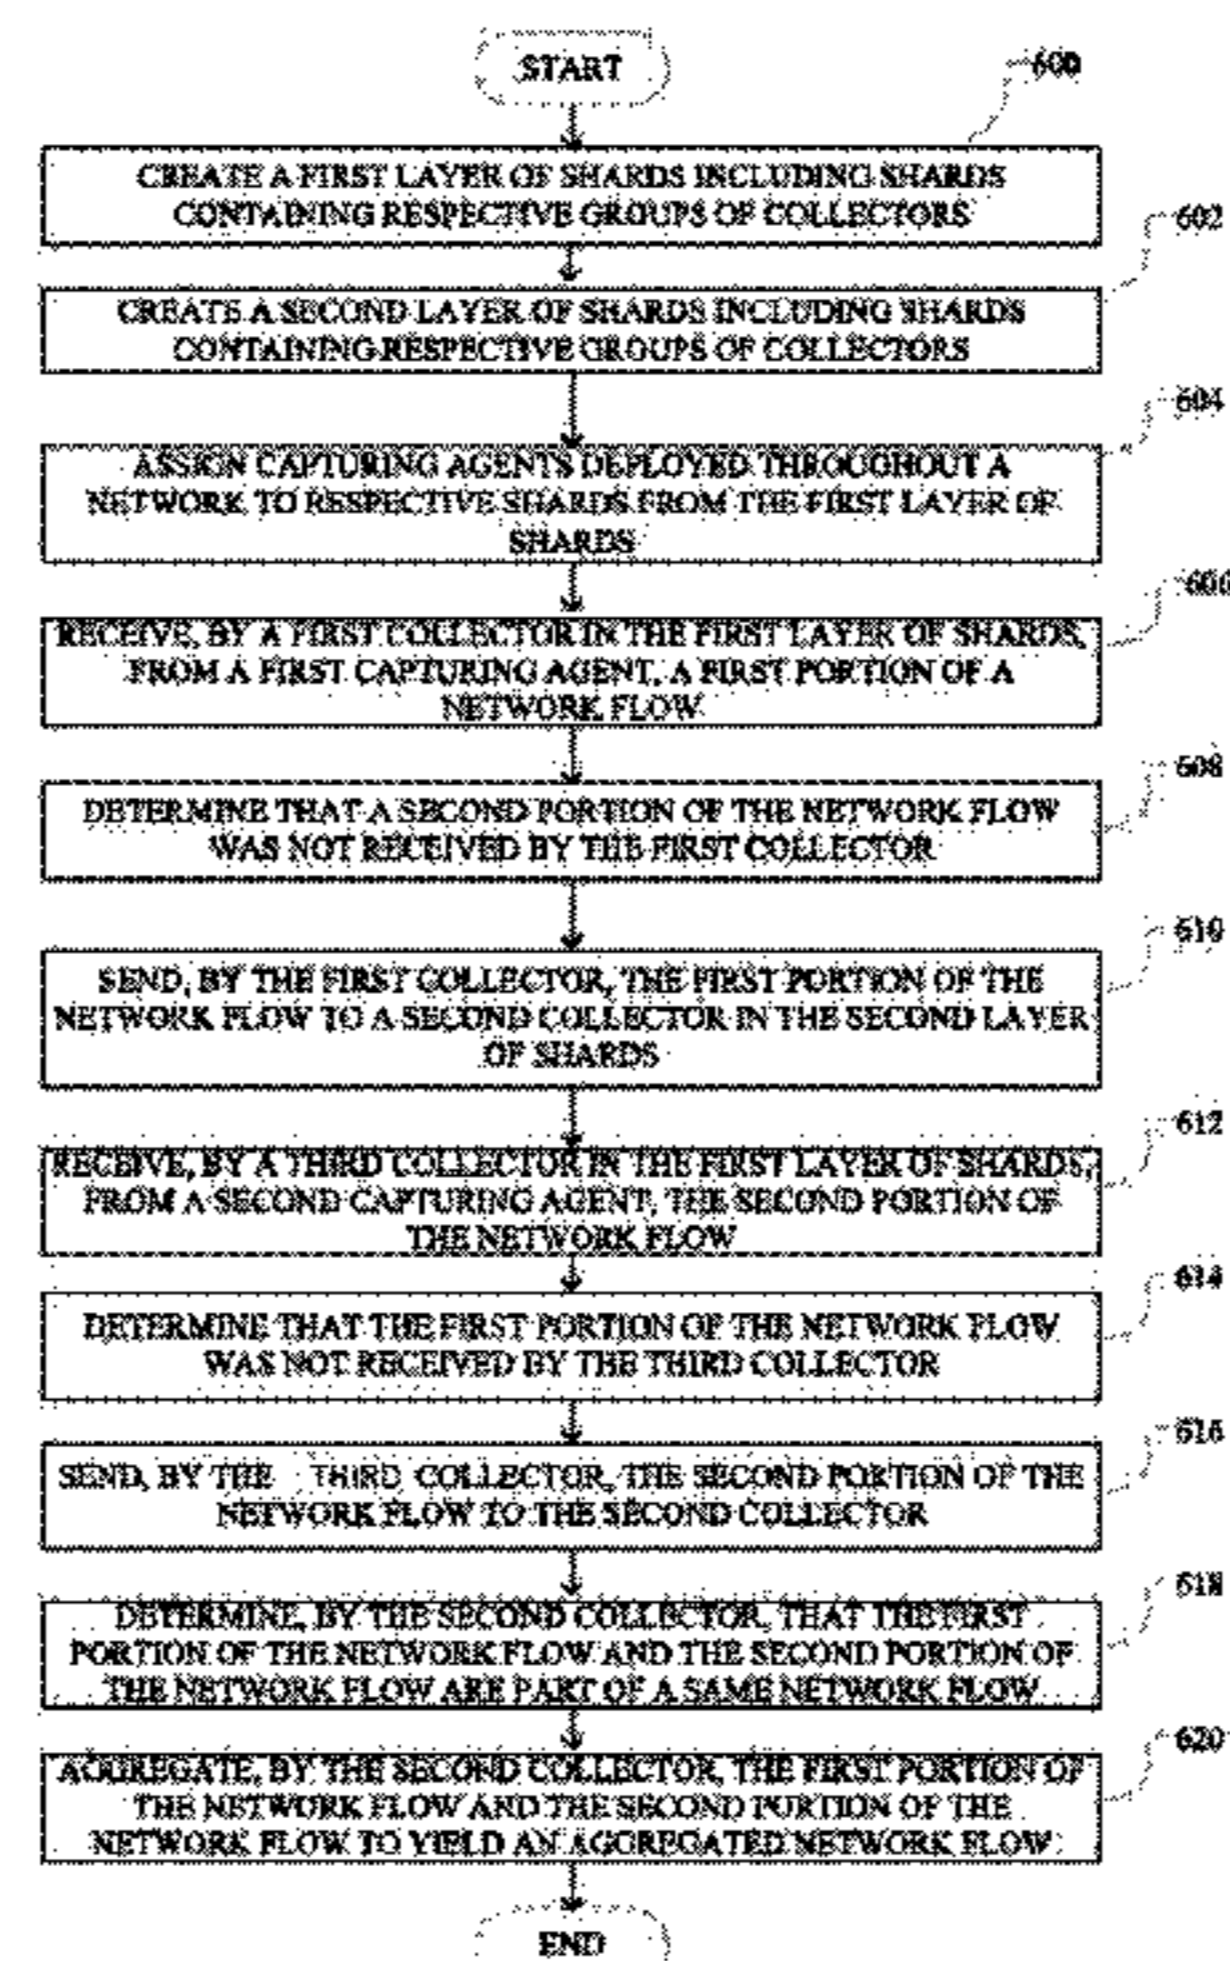 START
600
CREATE A FIRST LAYER OF SHARDS INCLUDING SHARDS
CONTAINING RESPECTIVE GROUPS OF COLLECTORS
602
CREATE A SECOND LAYER OF SHARDS INCLUDING SHARDS
CONTAINING RESPECTIVE GROUPS OF COLLECTORS
604
ASSIGN CAPTURING AGENTS DEPLOYED THROUGHOUT A
NETWORK TO RESPECTIVE SHARDS FROM THE FIRST LAYER OF
SHARDS
606
RECEIVE, BY A FIRST COLLECTOR IN THE FIRST LAYER OF SHARDS,
FROM A FIRST CAPTURING AGENT, A FIRST PORTION OF A
NETWORK FLOW
608
DETERMINE THAT A SECOND PORTION OF THE NETWORK FLOW
WAS NOT RECEIVED BY THE FIRST COLLECTOR
610
SEND, BY THE FIRST COLLECTOR, THE FIRST PORTION OF THE
NETWORK FLOW TO A SECOND COLLECTOR IN THE SECOND LAYER
OF SHARDS
612
RECEIVE, BY A THIRD COLLECTOR IN THE FIRST LAYER OF SHARDS,
FROM A SECOND CAPTURING AGENT, THE SECOND PORTION OF
THE NETWORK FLOW
614
DETERMINE THAT THE FIRST PORTION OF THE NETWORK FLOW
WAS NOT RECEIVED BY THE THIRD COLLECTOR
616
SEND, BY THE THIRD COLLECTOR, THE SECOND PORTION OF THE
NETWORK FLOW TO THE SECOND COLLECTOR
618
DETERMINE, BY THE SECOND COLLECTOR, THAT THE FIRST
PORTION OF THE NETWORK FLOW AND THE SECOND PORTION OF
THE NETWORK FLOW ARE PART OF A SAME NETWORK FLOW
620
AGGREGATE, BY THE SECOND COLLECTOR, THE FIRST PORTION OF
THE NETWORK FLOW AND THE SECOND PORTION OF THE
NETWORK FLOW TO YIELD AN AGGREGATED NETWORK FLOW
END